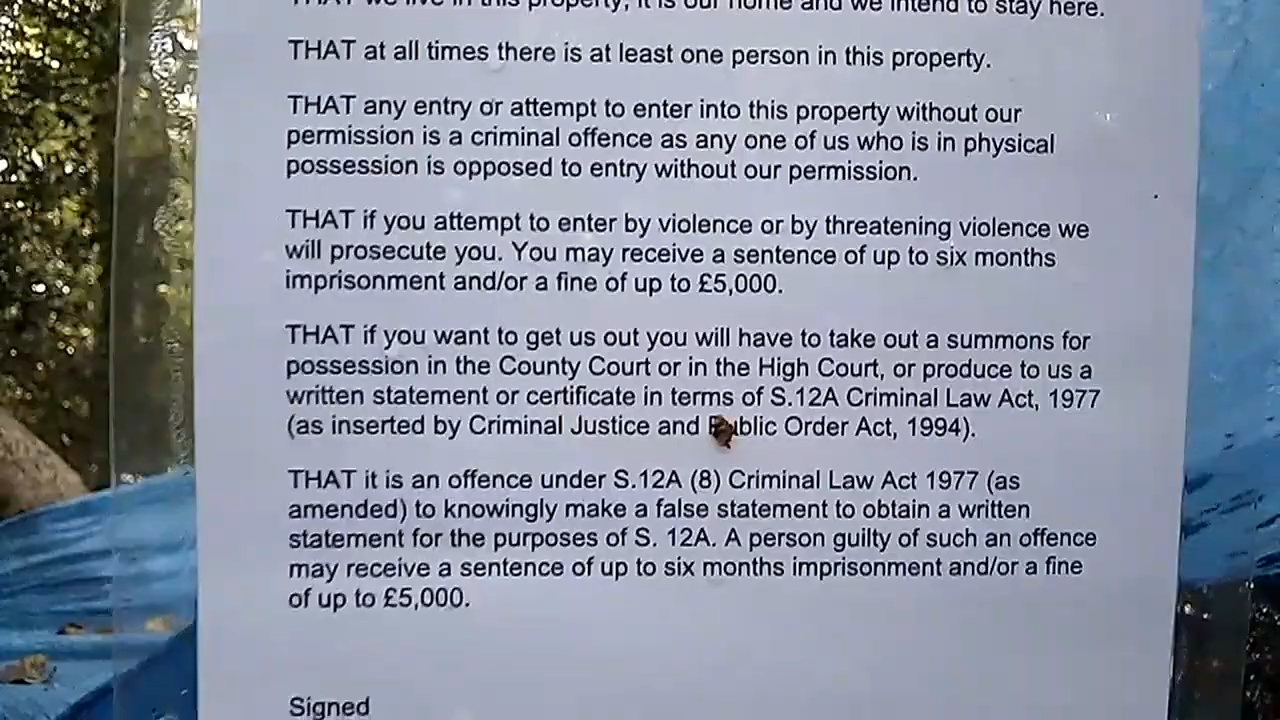 THAT we live in this property, it is our home and we intend to stay here.
THAT at all times there is at least one person in this property.
THAT any entry or attempt to enter into this property without our
permission is a criminal offence as any one of us who is in physical
possession is opposed to entry without our permission.
THAT if you attempt to enter by violence or by threatening violence we
will prosecute you. You may receive a sentence of up to six months
imprisonment and/or a fine of up to £5,000.
THAT if you want to get us out you will have to take out a summons for
possession in the County Court or in the High Court, or produce to us a
written statement or certificate in terms of S.12A Criminal Law Act, 1977
(as inserted by Criminal Justice and Public Order Act, 1994).
THAT it is an offence under S.12A (8) Criminal Law Act 1977 (as
amended) to knowingly make a false statement to obtain a written
statement for the purposes of S. 12A. A person guilty of such an offence
may receive a sentence of up to six months imprisonment and/or a fine
of up to £5,000.
Signed